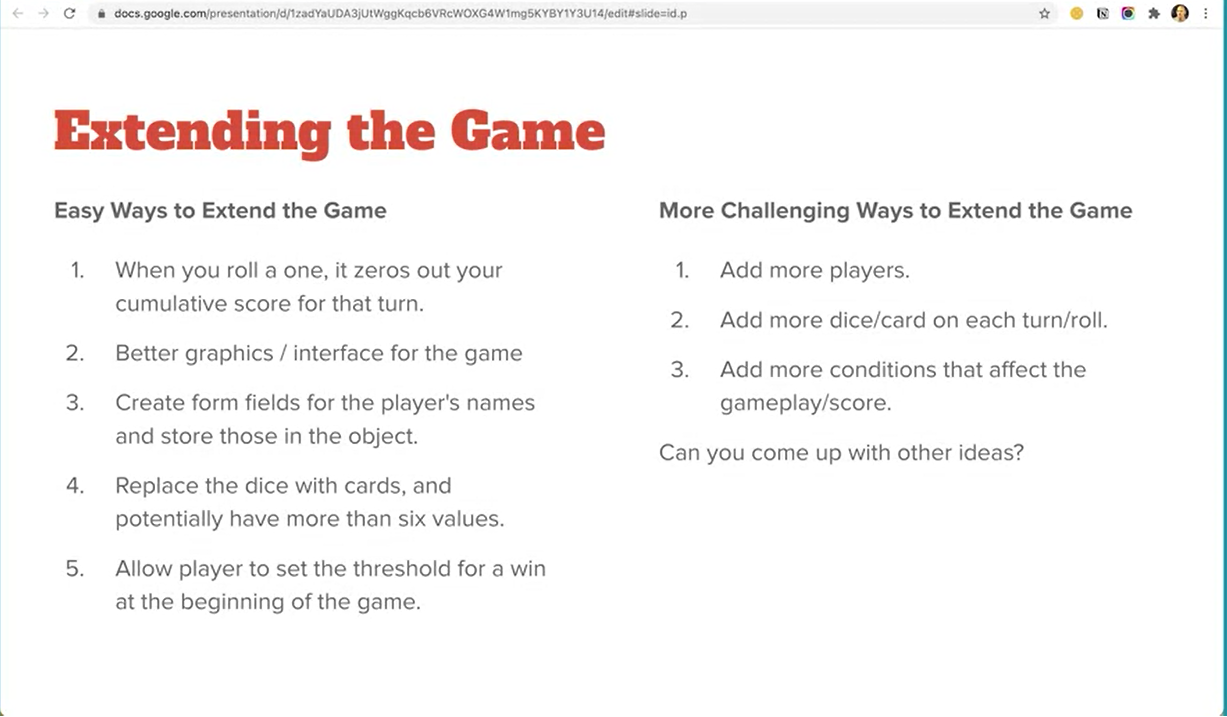 docs.google.com/presentation/d/1zadYaUDA3jUtWggKqcb6VRcWOXG4W1mg5KYBY1Y3U14/edit#slide=id.p
Extending the Game
Easy Ways to Extend the Game
1. When you roll a one, it zeros out your
cumulative score for that turn.
2. Better graphics / interface for the game
3. Create form fields for the player's names
and store those in the object.
4. Replace the dice with cards, and
potentially have more than six values.
5. Allow player to set the threshold for a win
at the beginning of the game.
More Challenging Ways to Extend the Game
1. Add more players.
2. Add more dice/card on each turn/roll.
3. Add more conditions that affect the
gameplay/score.
Can you come up with other ideas?